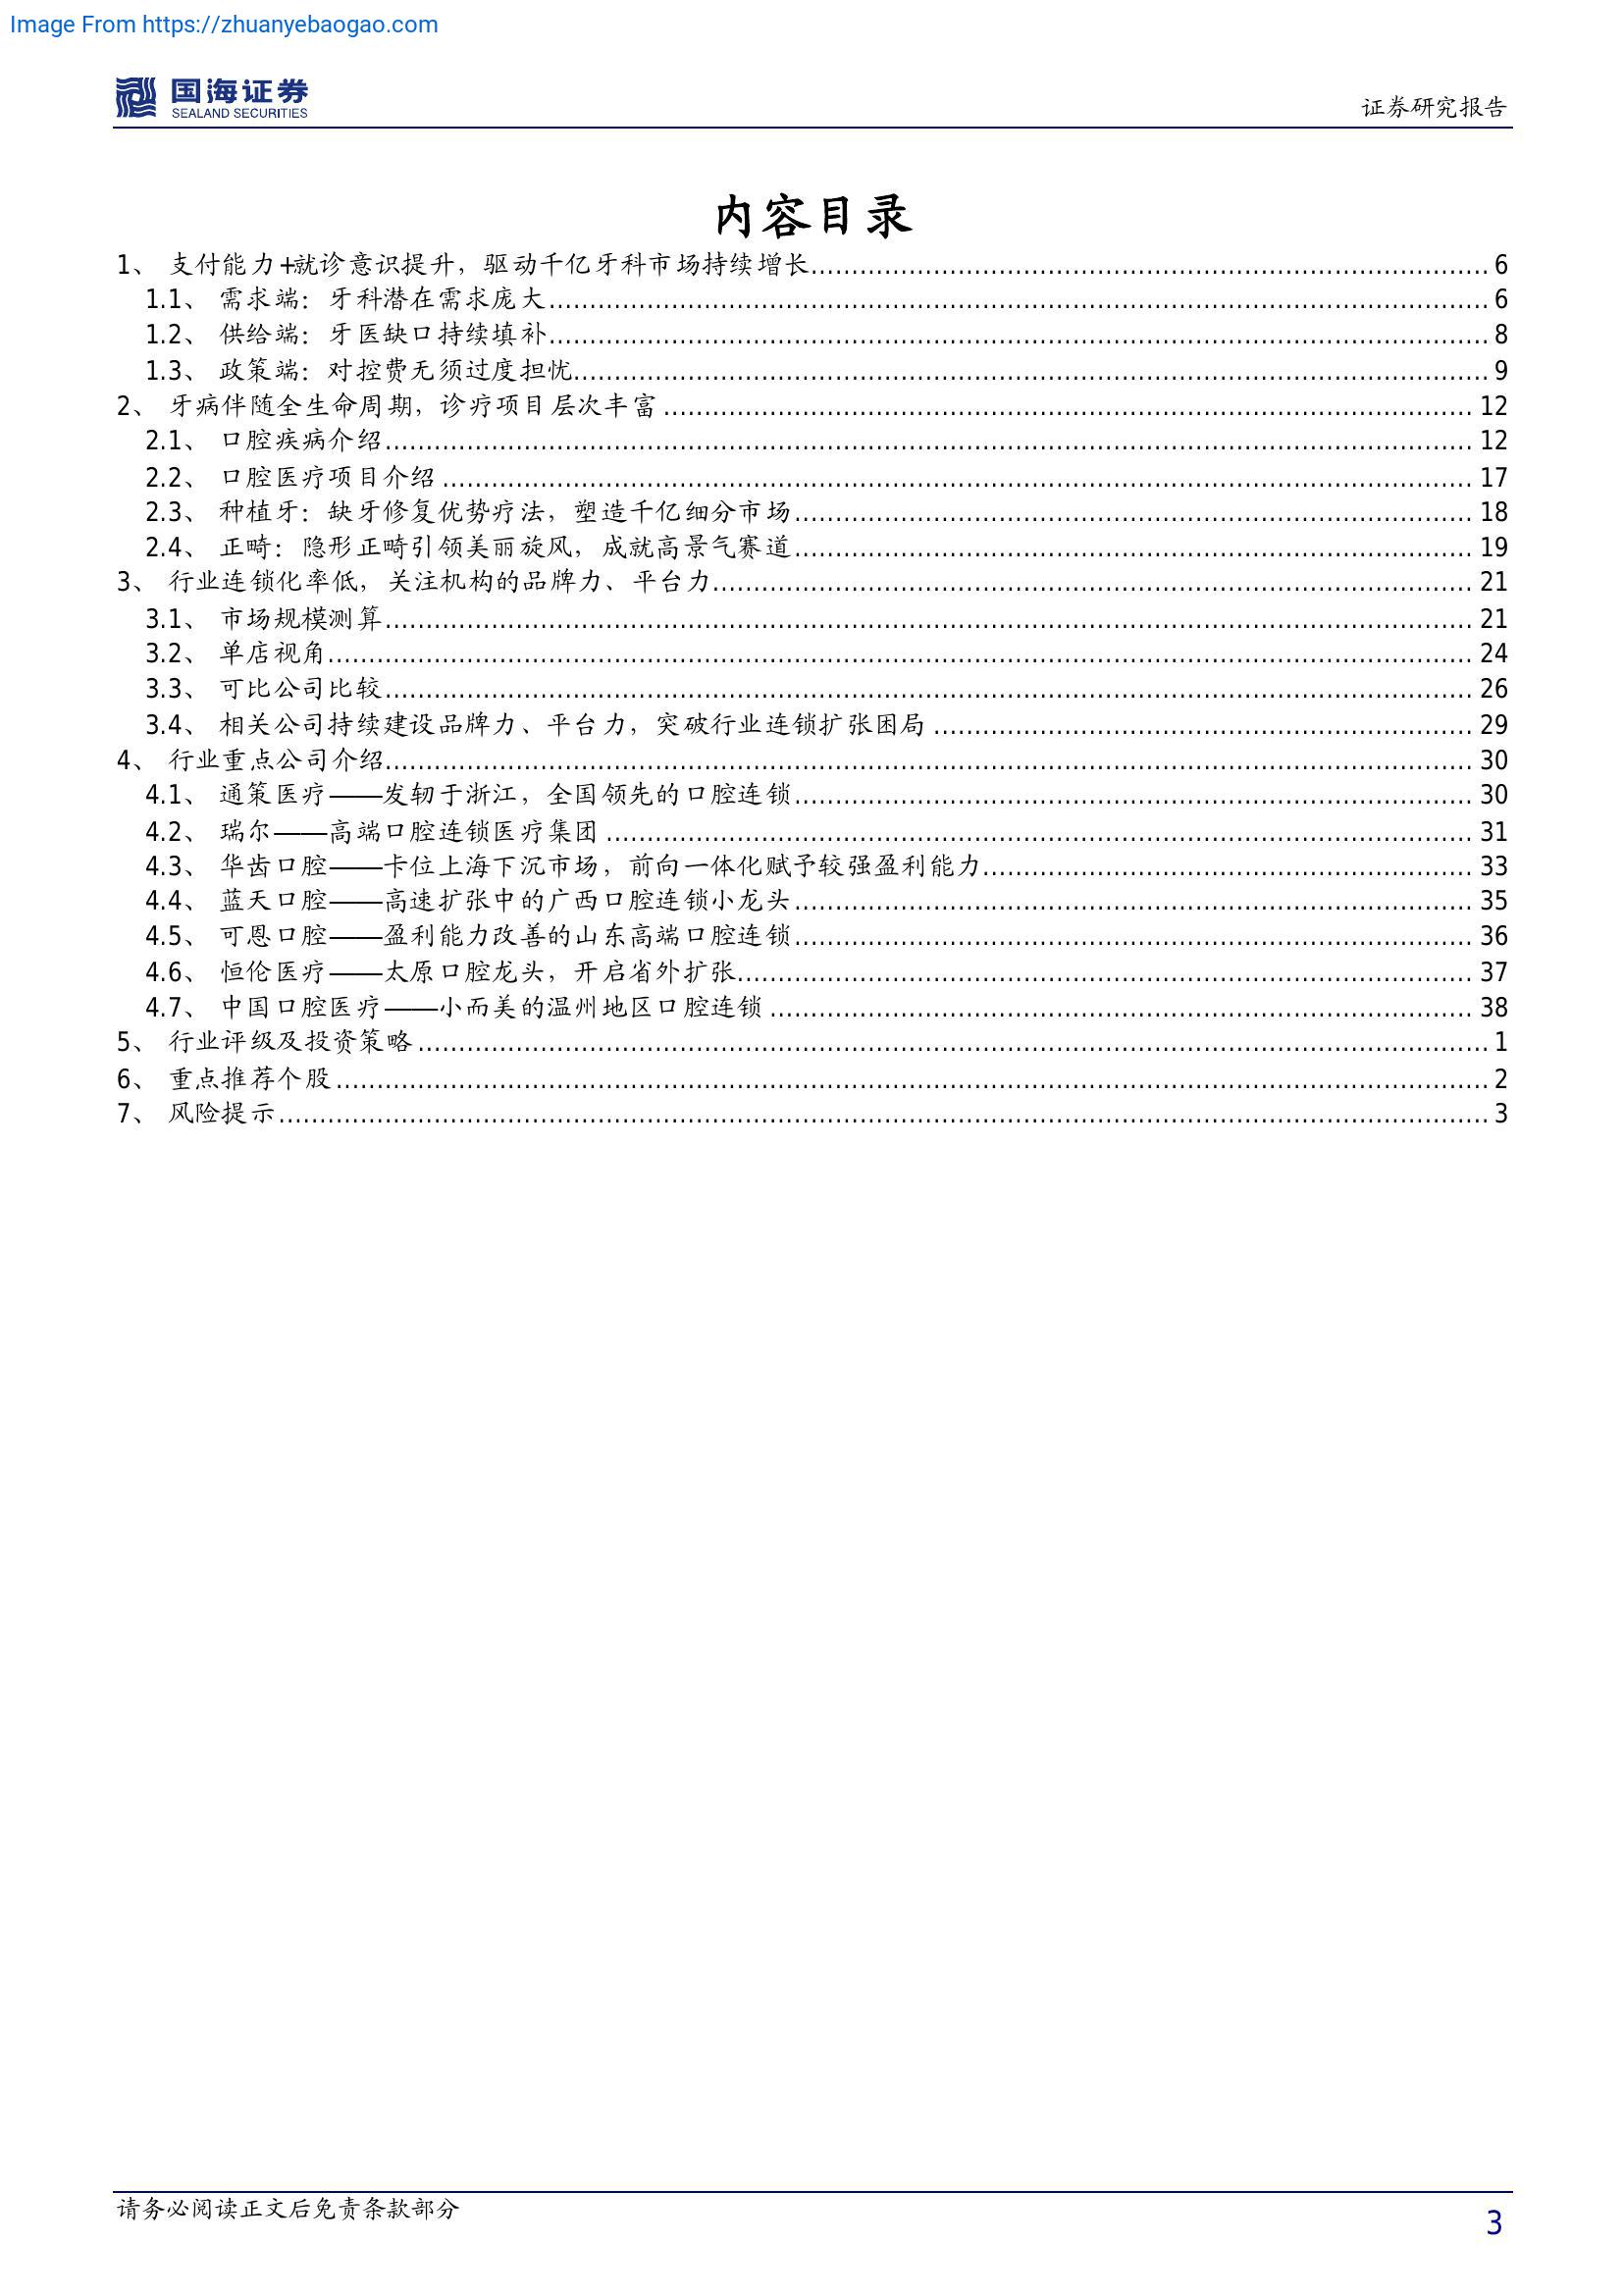 Image From https://zhuanyebaogao.com
国海证券
SEALAND SECURITIES
证券研究报告
内容目录
1、 支付能力+就诊意识提升，驱动千亿牙科市场持续增长 6
1.1、 需求端：牙科潜在需求庞大 6
1.2、 供给端：牙医缺口持续填补 8
1.3、 政策端：对控费无须过度担忧 9
2、 牙病伴随全生命周期，诊疗项目层次丰富 12
2.1、 口腔疾病介绍 12
2.2、 口腔医疗项目介绍 17
2.3、 种植牙：缺牙修复优势疗法，塑造千亿细分市场 18
2.4、 正畸：隐形正畸引领美丽旋风，成就高景气赛道 19
3、 行业连锁化率低，关注机构的品牌力、平台力 21
3.1、 市场规模测算 21
3.2、 单店视角 24
3.3、 可比公司比较 26
3.4、 相关公司持续建设品牌力、平台力，突破行业连锁扩张困局 29
4、 行业重点公司介绍 30
4.1、 通策医疗——发轫于浙江，全国领先的口腔连锁 30
4.2、 瑞尔——高端口腔连锁医疗集团 31
4.3、 华齿口腔——卡位上海下沉市场，前向一体化赋予较强盈利能力 33
4.4、 蓝天口腔——高速扩张中的广西口腔连锁小龙头 35
4.5、 可恩口腔——盈利能力改善的山东高端口腔连锁 36
4.6、 恒伦医疗——太原口腔龙头，开启省外扩张 37
4.7、 中国口腔医疗——小而美的温州地区口腔连锁 38
5、 行业评级及投资策略 1
6、 重点推荐个股 2
7、 风险提示 3
请务必阅读正文后免责条款部分
3